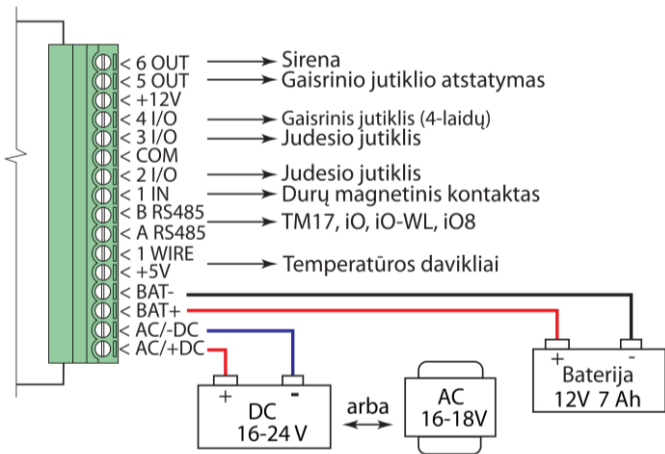 < 6 OUT Sirena
< 5 OUT Gaisrinio jutiklio atstatymas
< +12V
< 4 I/O Gaisrinis jutiklis (4-laidų)
< 3 I/O Judesio jutiklis
< COM
< 2 I/O Judesio jutiklis
< 1 IN Durų magnetinis kontaktas
< B RS485
TM17, iO, iO-WL, iO8
< A RS485
< 1 WIRE
Temperatūros davikliai
< +5V
< BAT-
< BAT+
< AC/-DC
< AC/+DC
+ -
Baterija
12V 7 Ah
+ -
DC
16-24 V
arba
AC
16-18V